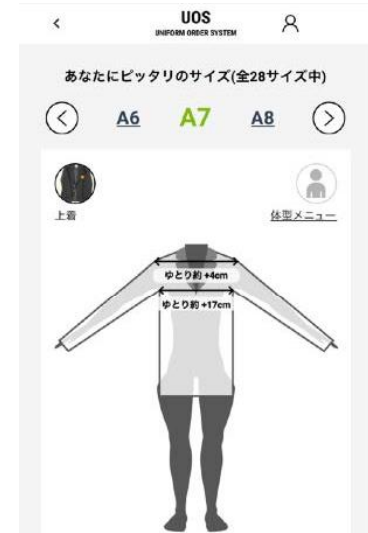 UOS
UNIFORM ORDER SYSTEM
あなたにピッタリのサイズ(全28サイズ中)
A6 A7 A8
上着 体型メニュー
ゆとり約 +4cm
ゆとり約 +17cm